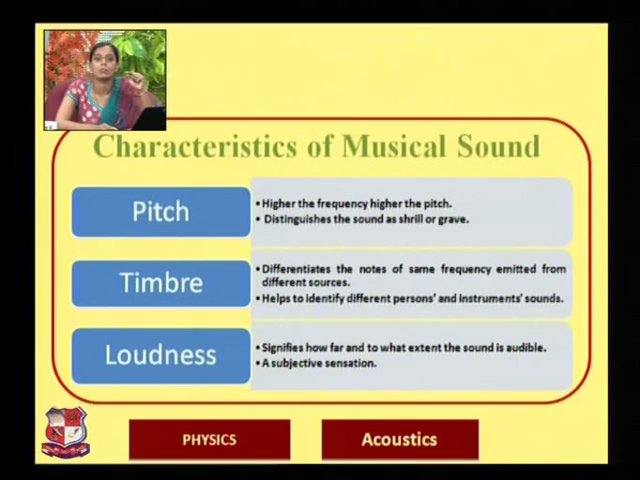 Characteristics of Musical Sound
Pitch
• Higher the frequency higher the pitch.
• Distinguishes the sound as shrill or grave.
Timbre
• Differentiates the notes of same frequency emitted from
different sources.
• Helps to identify different persons' and instruments' sounds.
Loudness
• Signifies how far and to what extent the sound is audible.
• A subjective sensation.
PHYSICS
Acoustics